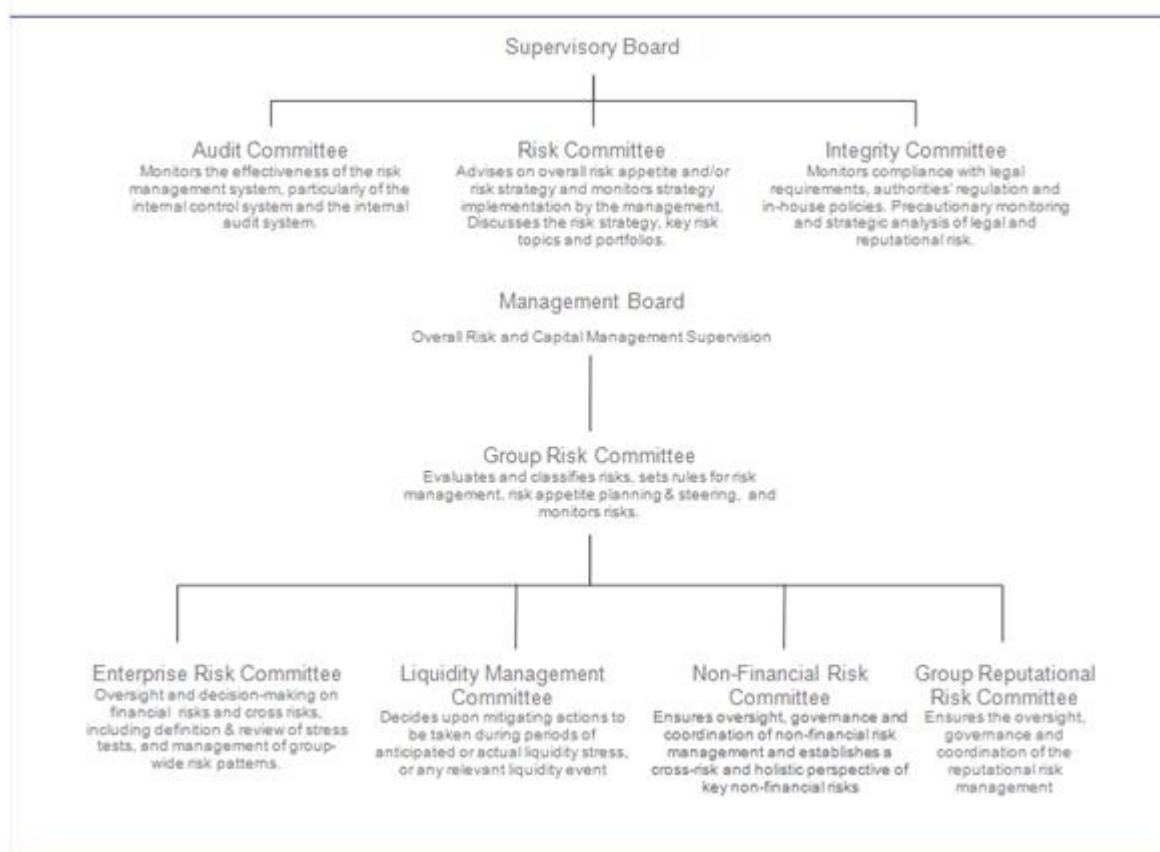 Supervisory Board
Audit Committee
Monitors the effectiveness of the risk
management system, particularly of the
internal control system and the internal
audit system.
Risk Committee
Advises on overall risk appetite and/or
risk strategy and monitors strategy
implementation by the management.
Discusses the risk strategy, key risk
topics and portfolios.
Integrity Committee
Monitors compliance with legal
requirements, authorities' regulation and
in-house policies. Precautionary monitoring
and strategic analysis of legal and
reputational risk.
Management Board
Overall Risk and Capital Management Supervision
Group Risk Committee
Evaluates and classifies risks, sets rules for risk
management, risk appetite planning & steering, and
monitors risks.
Enterprise Risk Committee
Oversight and decision-making on
financial risks and cross risks,
including definition & review of stress
tests, and management of group-
wide risk patterns.
Liquidity Management
Committee
Decides upon mitigating actions to
be taken during periods of
anticipated or actual liquidity stress,
or any relevant liquidity event
Non-Financial Risk
Committee
Ensures oversight, governance and
coordination of non-financial risk
management and establishes a
cross-risk and holistic perspective of
key non-financial risks
Group Reputational
Risk Committee
Ensures the oversight,
governance and
coordination of the
reputational risk
management